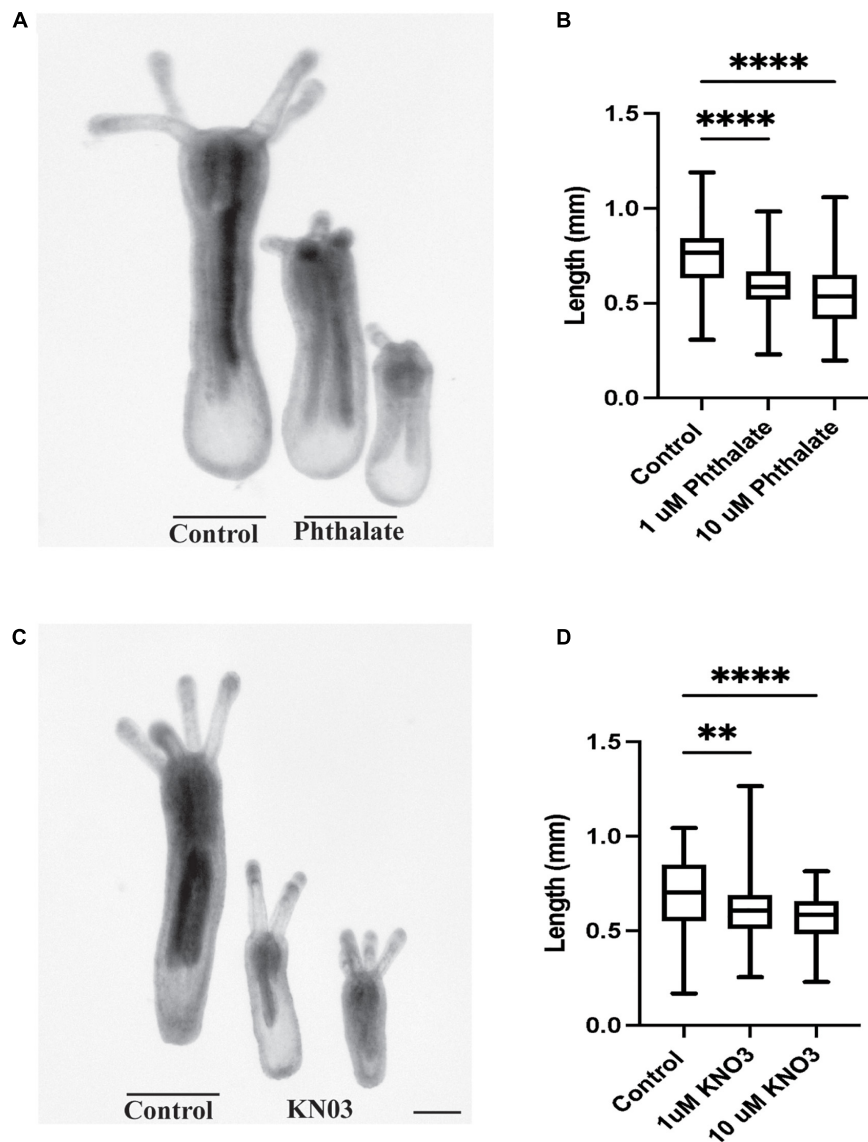 A
Control
Phthalate
B
****
****
Length (mm)
1.5
1.0
0.5
0.0
Control
1 uM Phthalate
10 uM Phthalate
C
Control
KN03
D
****
**
Length (mm)
1.5
1.0
0.5
0.0
Control
1uM KNO3
10 uM KNO3